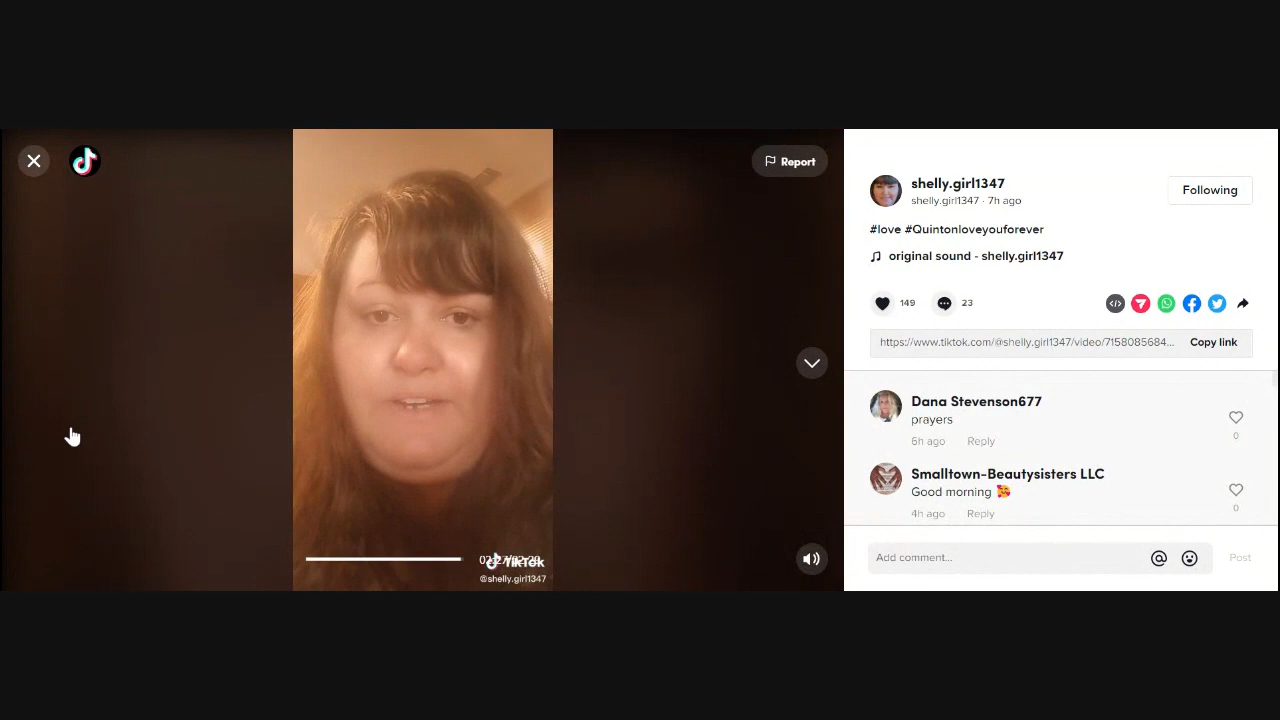 Report
TikTok
@shelly.girl1347
shelly.girl1347
shelly.girl1347 · 7h ago
Following
#love #Quintonloveyouforever
original sound - shelly.girl1347
149
23
https://www.tiktok.com/@shelly.girl1347/video/7158085684...
Copy link
Dana Stevenson677
prayers
6h ago Reply
0
Smalltown-Beautysisters LLC
Good morning 🥰
4h ago Reply
0
Add comment...
Post